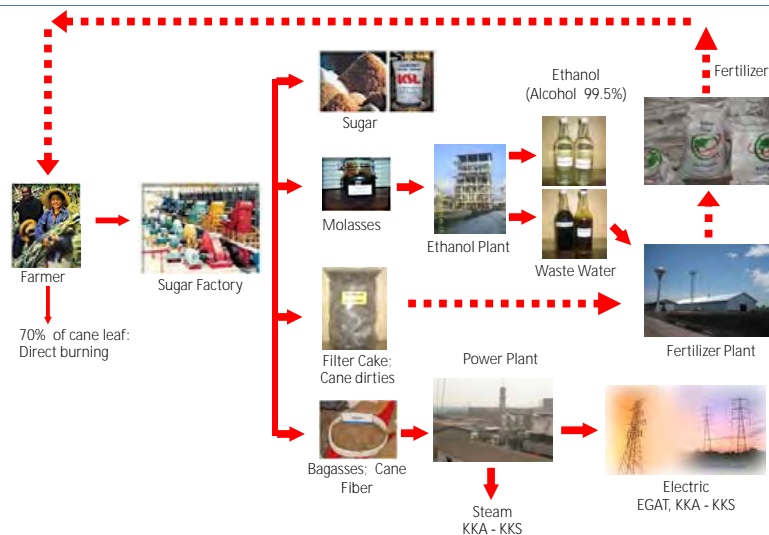 Ethanol
(Alcohol 99.5%)
Fertilizer
KSL
Sugar
Molasses
Ethanol Plant
Waste Water
Farmer
Sugar Factory
70% of cane leaf:
Direct burning
Filter Cake;
Cane dirties
Power Plant
Fertilizer Plant
Bagasses; Cane
Fiber
Steam
KKA - KKS
Electric
EGAT, KKA - KKS